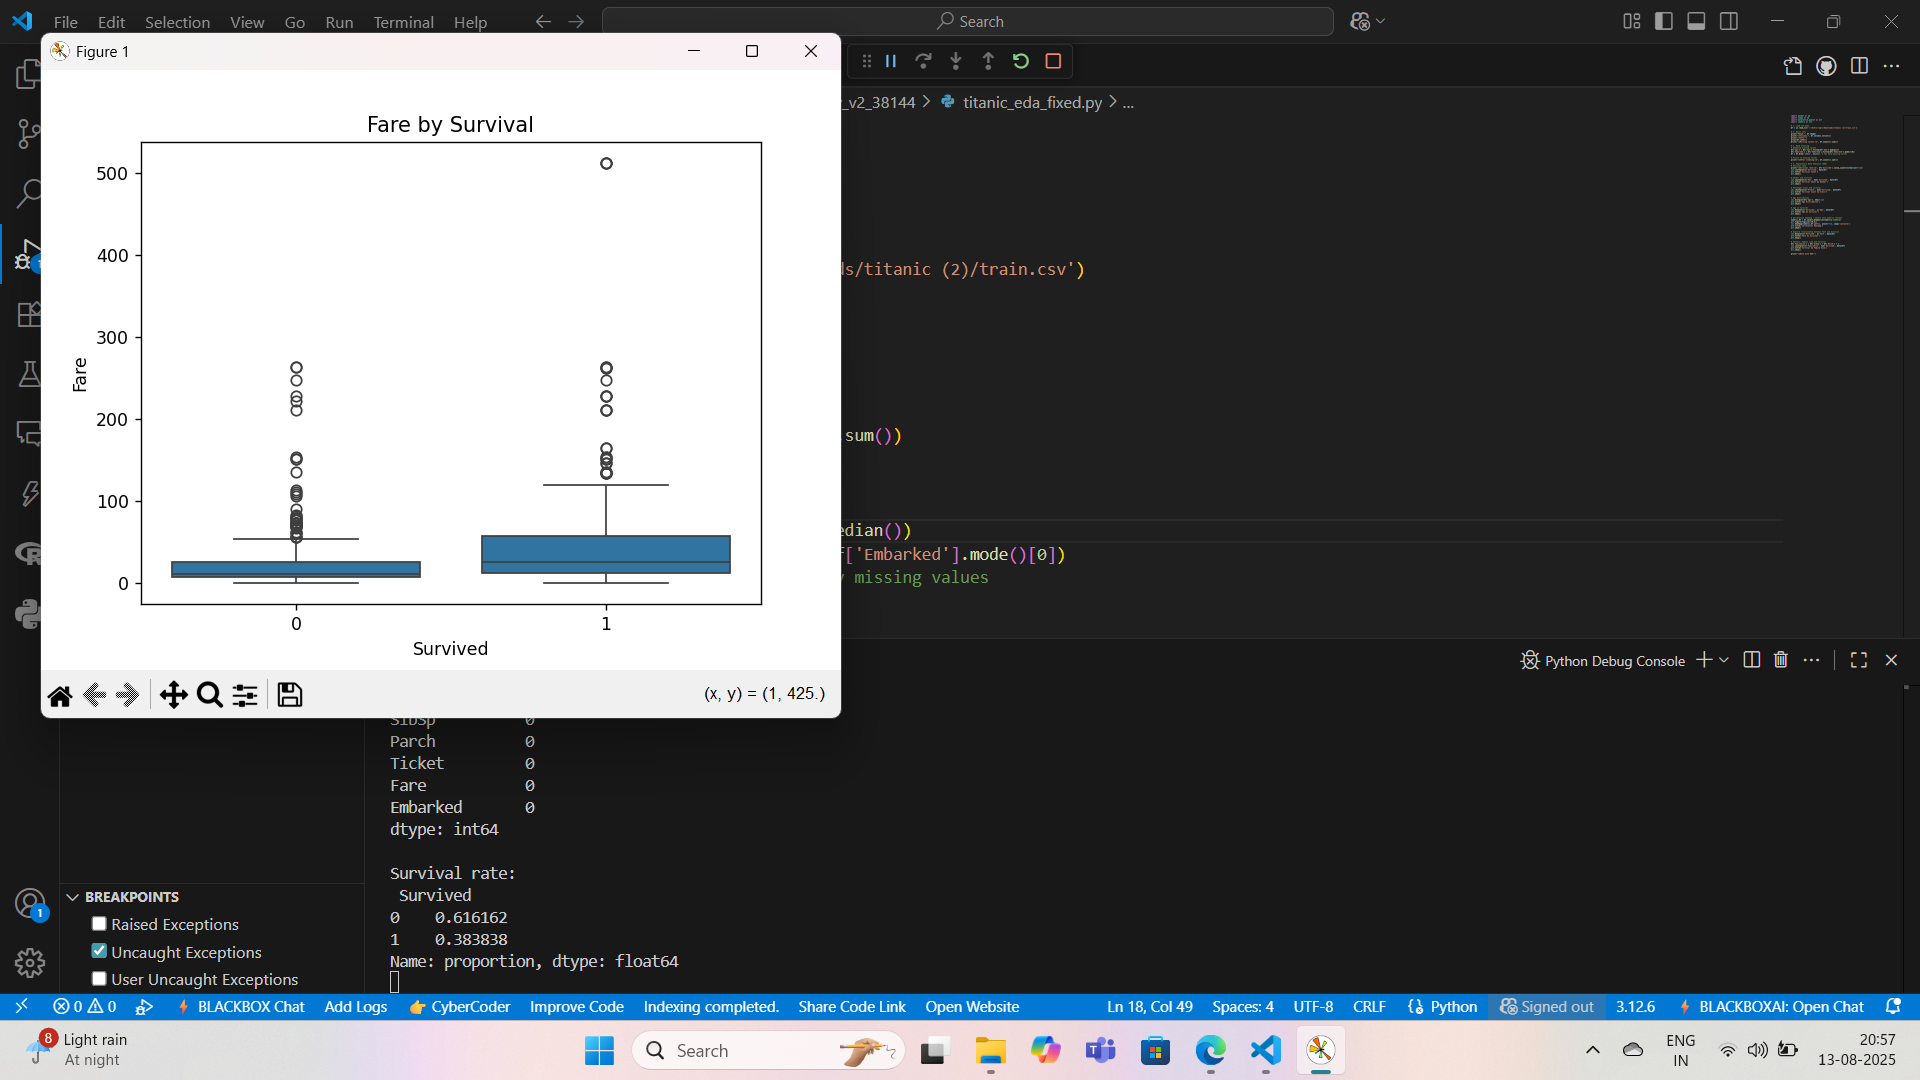 File Edit Selection View Go Run Terminal Help
Search
Figure 1
_v2_38144 > titanic_eda_fixed.py > ...
Fare by Survival
500
400
300
200
100
0
Fare
0 1
Survived
(x, y) = (1, 425.)
ds/titanic (2)/train.csv')
.sum())
edian())
f['Embarked'].mode()[0])
y missing values
Python Debug Console
SibSp 0
Parch 0
Ticket 0
Fare 0
Embarked 0
dtype: int64
Survival rate:
Survived
0 0.616162
1 0.383838
Name: proportion, dtype: float64
BREAKPOINTS
Raised Exceptions
Uncaught Exceptions
User Uncaught Exceptions
1
0 0 BLACKBOX Chat Add Logs CyberCoder Improve Code Indexing completed. Share Code Link Open Website Ln 18, Col 49 Spaces: 4 UTF-8 CRLF Python Signed out 3.12.6 BLACKBOXAI: Open Chat
8
Light rain
At night
Search
ENG
IN
20:57
13-08-2025